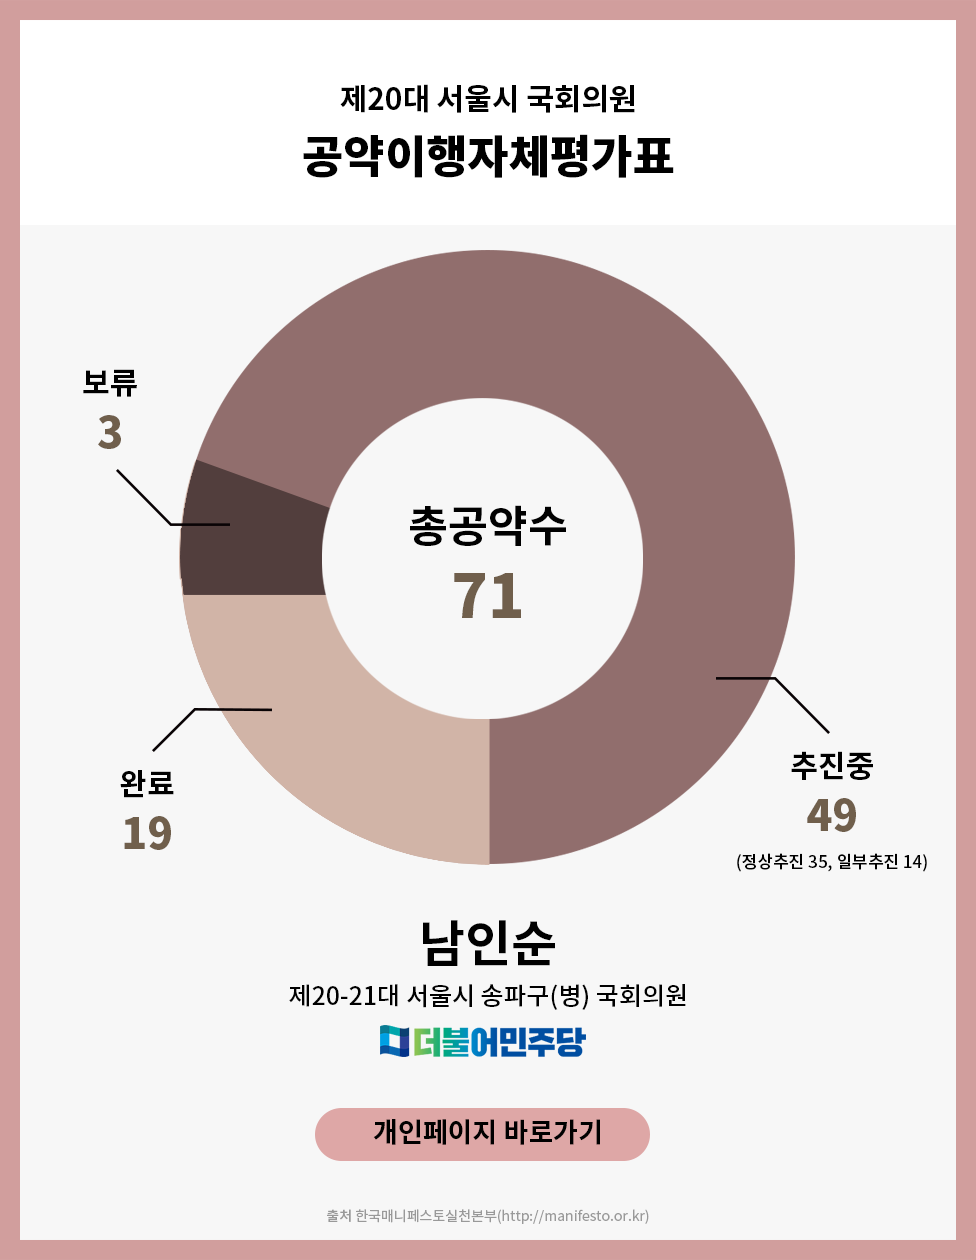 제20대 서울시 국회의원
공약이행자체평가표
보류
3
총공약수
71
완료
19
추진중
49
(정상추진 35, 일부추진 14)
남인순
제20-21대 서울시 송파구(병) 국회의원
더불어민주당
개인페이지 바로가기
출처 한국매니페스토실천본부(http://manifesto.or.kr)